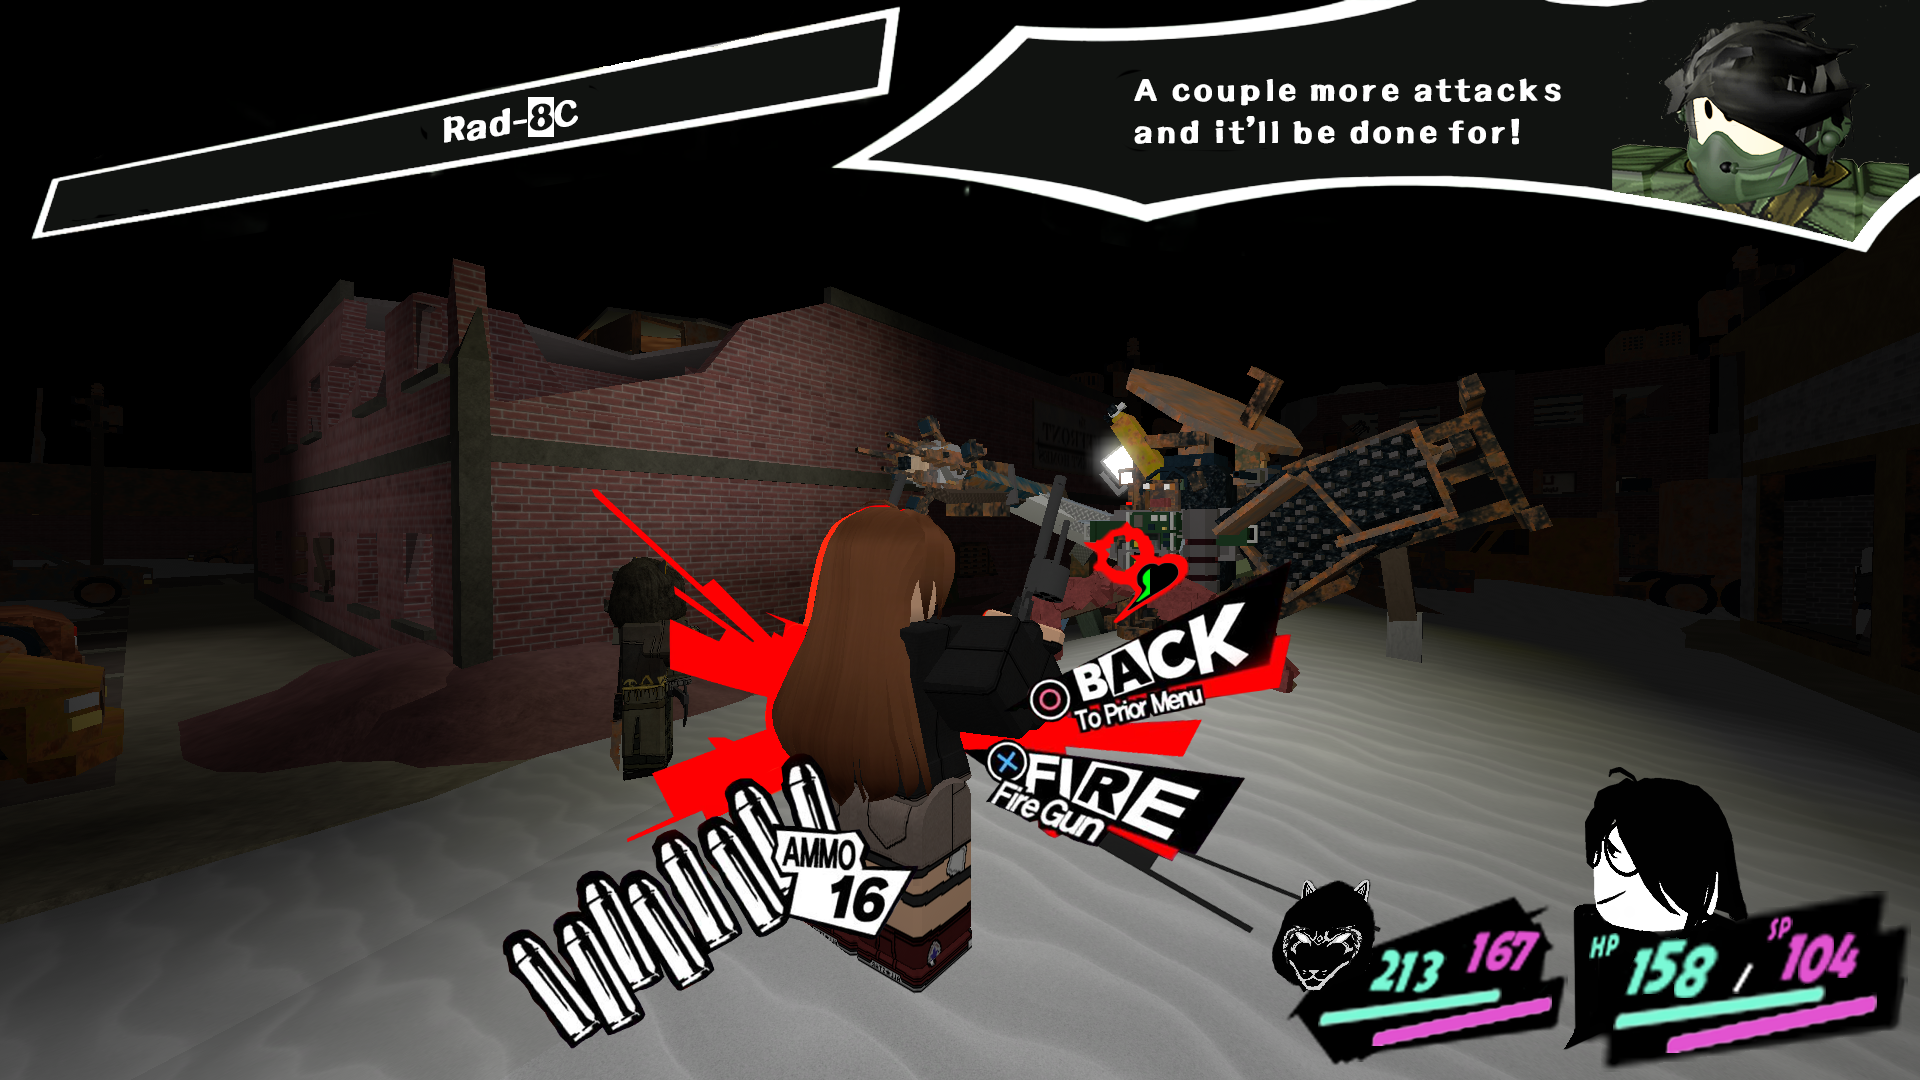 Rad-8C
A couple more attacks
and it'll be done for!
BACK
To Prior Menu
FIRE
Fire Gun
AMMO
16
213 167
HP 158 / SP 104